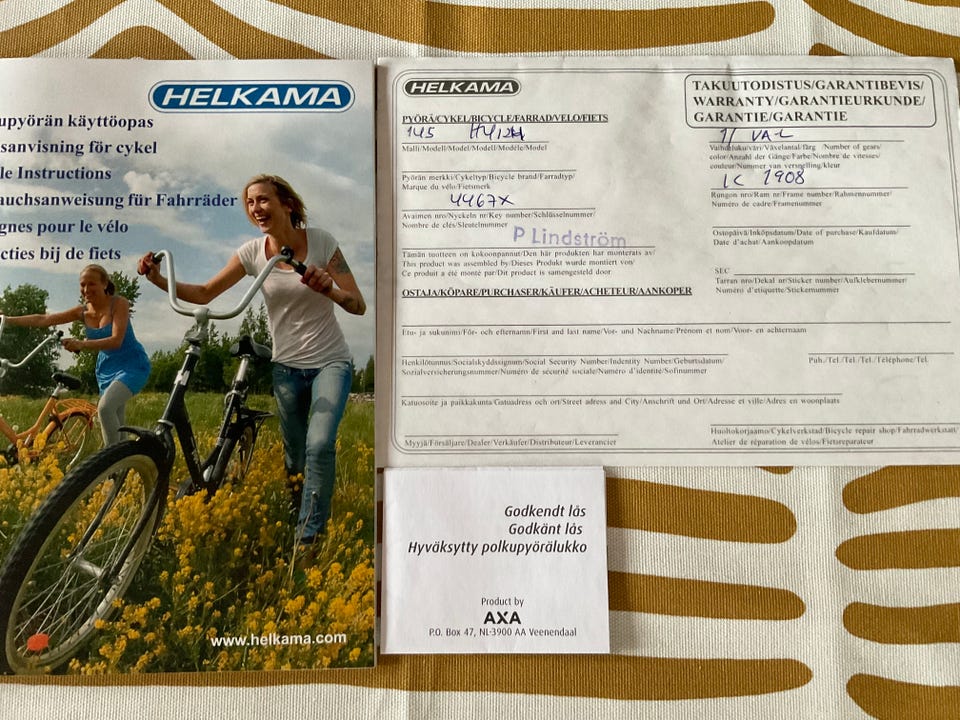 HELKAMA
upyörän käyttöopas
sanvisning för cykel
le Instructions
auchsanweisung für Fahrräder
gnes pour le vélo
cties bij de fiets
www.helkama.com
HELKAMA
TAKUUTODISTUS/GARANTIBEVIS/
WARRANTY/GARANTIEURKUNDE/
GARANTIE/GARANTIE
PYÖRÄ/CYKEL/BICYCLE/FARRAD/VELO/FIETS
145
Malli/Modell/Model/Modell/Modèle/Model
1/ VA-L
Vaihdeluku/väri/Växelantal/färg /Number of gears/
color/Anzahl der Gänge/Farbe/Nombre de vitesses/
couleur/Nummer van versnelling/kleur
Pyörän merkki/Cykeltyp/Bicycle brand/Farradtyp/
Marque du vélo/Fietsmerk
LC 1908
Rungon nro/Ram nr/Frame number/Rahmennummer/
Numéro de cadre/Framenummer
4467X
Avaimen nro/Nyckeln nr/Key number/Schlüsselnummer/
Nombre de clés/Sleutelnummer
P Lindström
Ostopäivä/Inköpsdatum/Date of purchase/Kaufdatum/
Date d'achat/Aankoopdatum
Tämän tuotteen on kokoonpannut/Den här produkten har monterats av/
This product was assembled by/Dieses Produkt wurde montiert von/
Ce produit a été monté par/Dit product is samengesteld door
SEC
Tarran nro/Dekal nr/Sticker number/Aufklebernummer/
Numéro d'etiquette/Stickernummer
OSTAJA/KÖPARE/PURCHASER/KÄUFER/ACHETEUR/AANKOPER
Etu- ja sukunimi/För- och efternamn/First and last name/Vor- und Nachname/Prénom et nom/Voor- en achternaam
Henkilötunnus/Socialskyddssignum/Social Security Number/Indentity Number/Geburtsdatum/
Sozialversicherungsnummer/Numéro de sécurité sociale/Numéro d'identité/Sofinummer
Puh./Tel./Tel./Tel./Téléphone/Tel.
Katuosoite ja paikkakunta/Gatuadress och ort/Street adress and City/Anschrift und Ort/Adresse et ville/Adres en woonplaats
Myyjä/Försäljare/Dealer/Verkäufer/Distributeur/Leverancier
Huoltokorjaamo/Cykelverkstad/Bicycle repair shop/Fahrradwerkstatt/
Atelier de réparation de vélos/Fietsreparateur
Godkendt lås
Godkänt lås
Hyväksytty polkupyörälukko
Product by
AXA
P.O. Box 47, NL-3900 AA Veenendaal